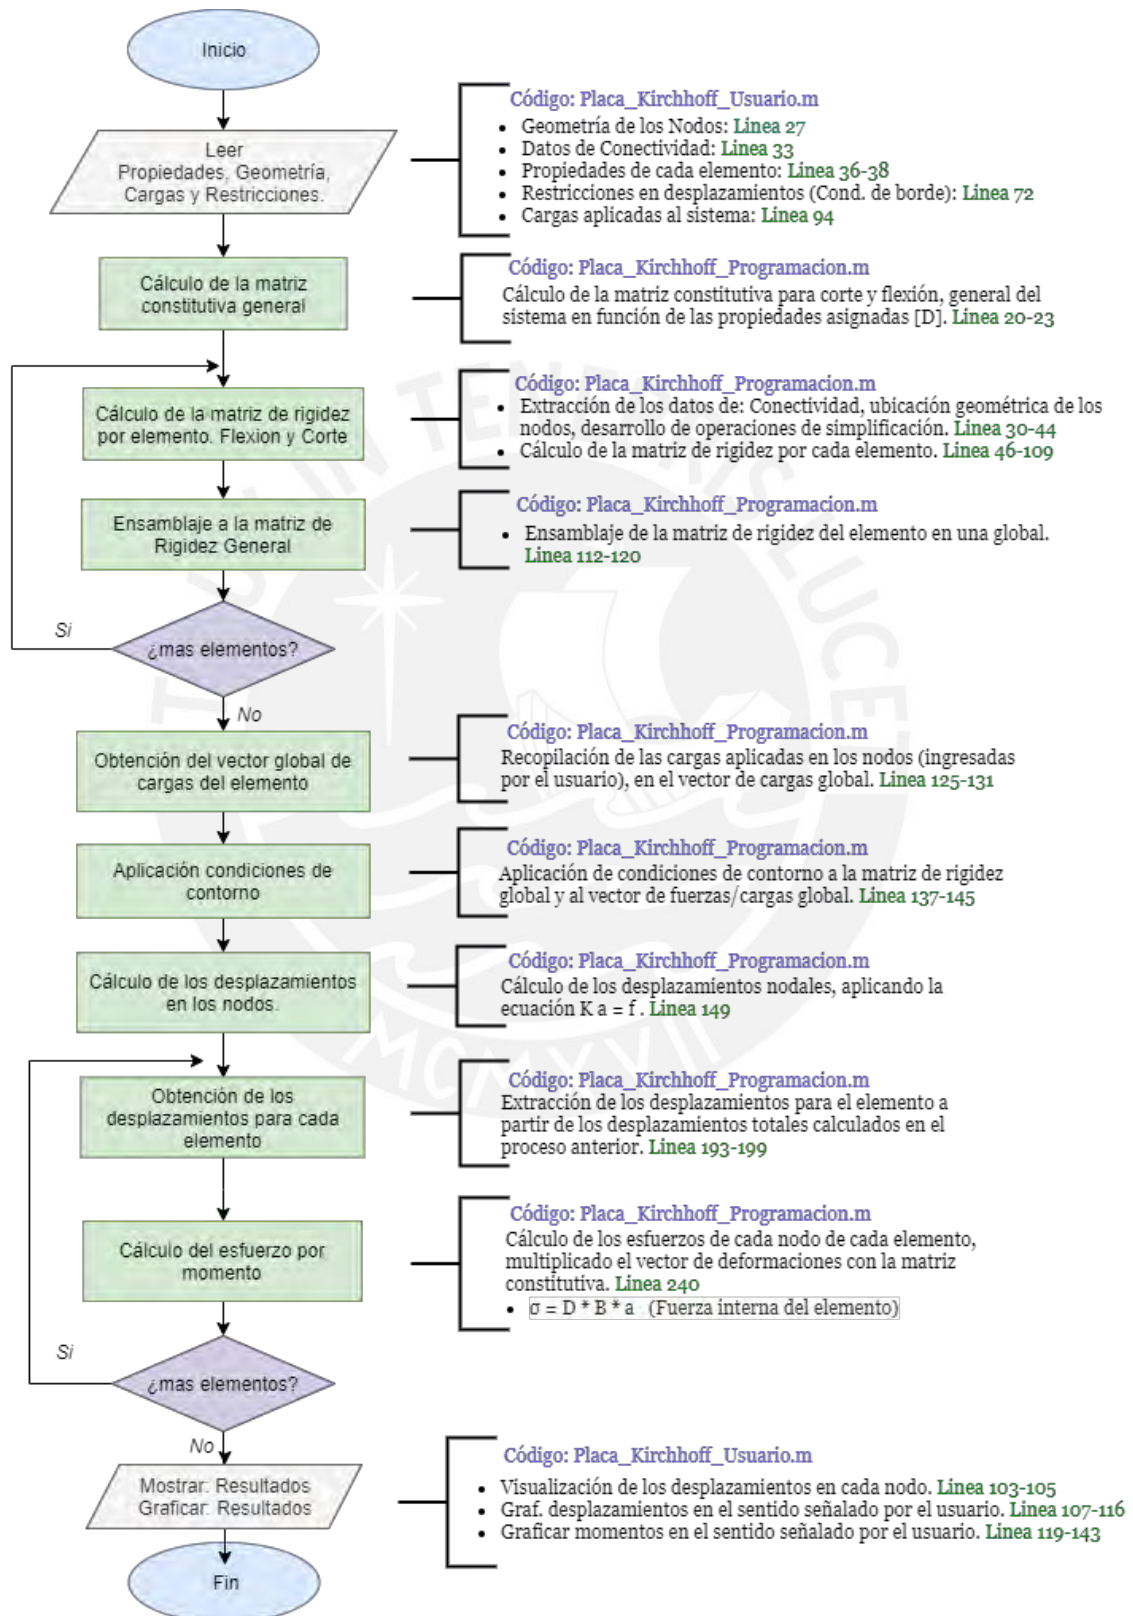 Inicio
Código: Placa_Kirchhoff_Usuario.m
• Geometría de los Nodos: Linea 27
• Datos de Conectividad: Linea 33
• Propiedades de cada elemento: Linea 36-38
• Restricciones en desplazamientos (Cond. de borde): Linea 72
• Cargas aplicadas al sistema: Linea 94
Leer
Propiedades, Geometría,
Cargas y Restricciones.
Cálculo de la matriz
constitutiva general
Código: Placa_Kirchhoff_Programacion.m
Cálculo de la matriz constitutiva para corte y flexión, general del
sistema en función de las propiedades asignadas [D]. Linea 20-23
Cálculo de la matriz de rigidez
por elemento. Flexion y Corte
Código: Placa_Kirchhoff_Programacion.m
• Extracción de los datos de: Conectividad, ubicación geométrica de los
nodos, desarrollo de operaciones de simplificación. Linea 30-44
• Cálculo de la matriz de rigidez por cada elemento. Linea 46-109
Ensamblaje a la matriz de
Rigidez General
Código: Placa_Kirchhoff_Programacion.m
• Ensamblaje de la matriz de rigidez del elemento en una global.
Linea 112-120
Si
¿mas elementos?
No
Obtención del vector global de
cargas del elemento
Código: Placa_Kirchhoff_Programacion.m
Recopilación de las cargas aplicadas en los nodos (ingresadas
por el usuario), en el vector de cargas global. Linea 125-131
Aplicación condiciones de
contorno
Código: Placa_Kirchhoff_Programacion.m
Aplicación de condiciones de contorno a la matriz de rigidez
global y al vector de fuerzas/cargas global. Linea 137-145
Cálculo de los desplazamientos
en los nodos.
Código: Placa_Kirchhoff_Programacion.m
Cálculo de los desplazamientos nodales, aplicando la
ecuación K a = f . Linea 149
Obtención de los
desplazamientos para cada
elemento
Código: Placa_Kirchhoff_Programacion.m
Extracción de los desplazamientos para el elemento a
partir de los desplazamientos totales calculados en el
proceso anterior. Linea 193-199
Cálculo del esfuerzo por
momento
Código: Placa_Kirchhoff_Programacion.m
Cálculo de los esfuerzos de cada nodo de cada elemento,
multiplicado el vector de deformaciones con la matriz
constitutiva. Linea 240
• σ = D * B * a (Fuerza interna del elemento)
Si
¿mas elementos?
No
Mostrar: Resultados
Graficar: Resultados
Código: Placa_Kirchhoff_Usuario.m
• Visualización de los desplazamientos en cada nodo. Linea 103-105
• Graf. desplazamientos en el sentido señalado por el usuario. Linea 107-116
• Graficar momentos en el sentido señalado por el usuario. Linea 119-143
Fin
MCMXVII